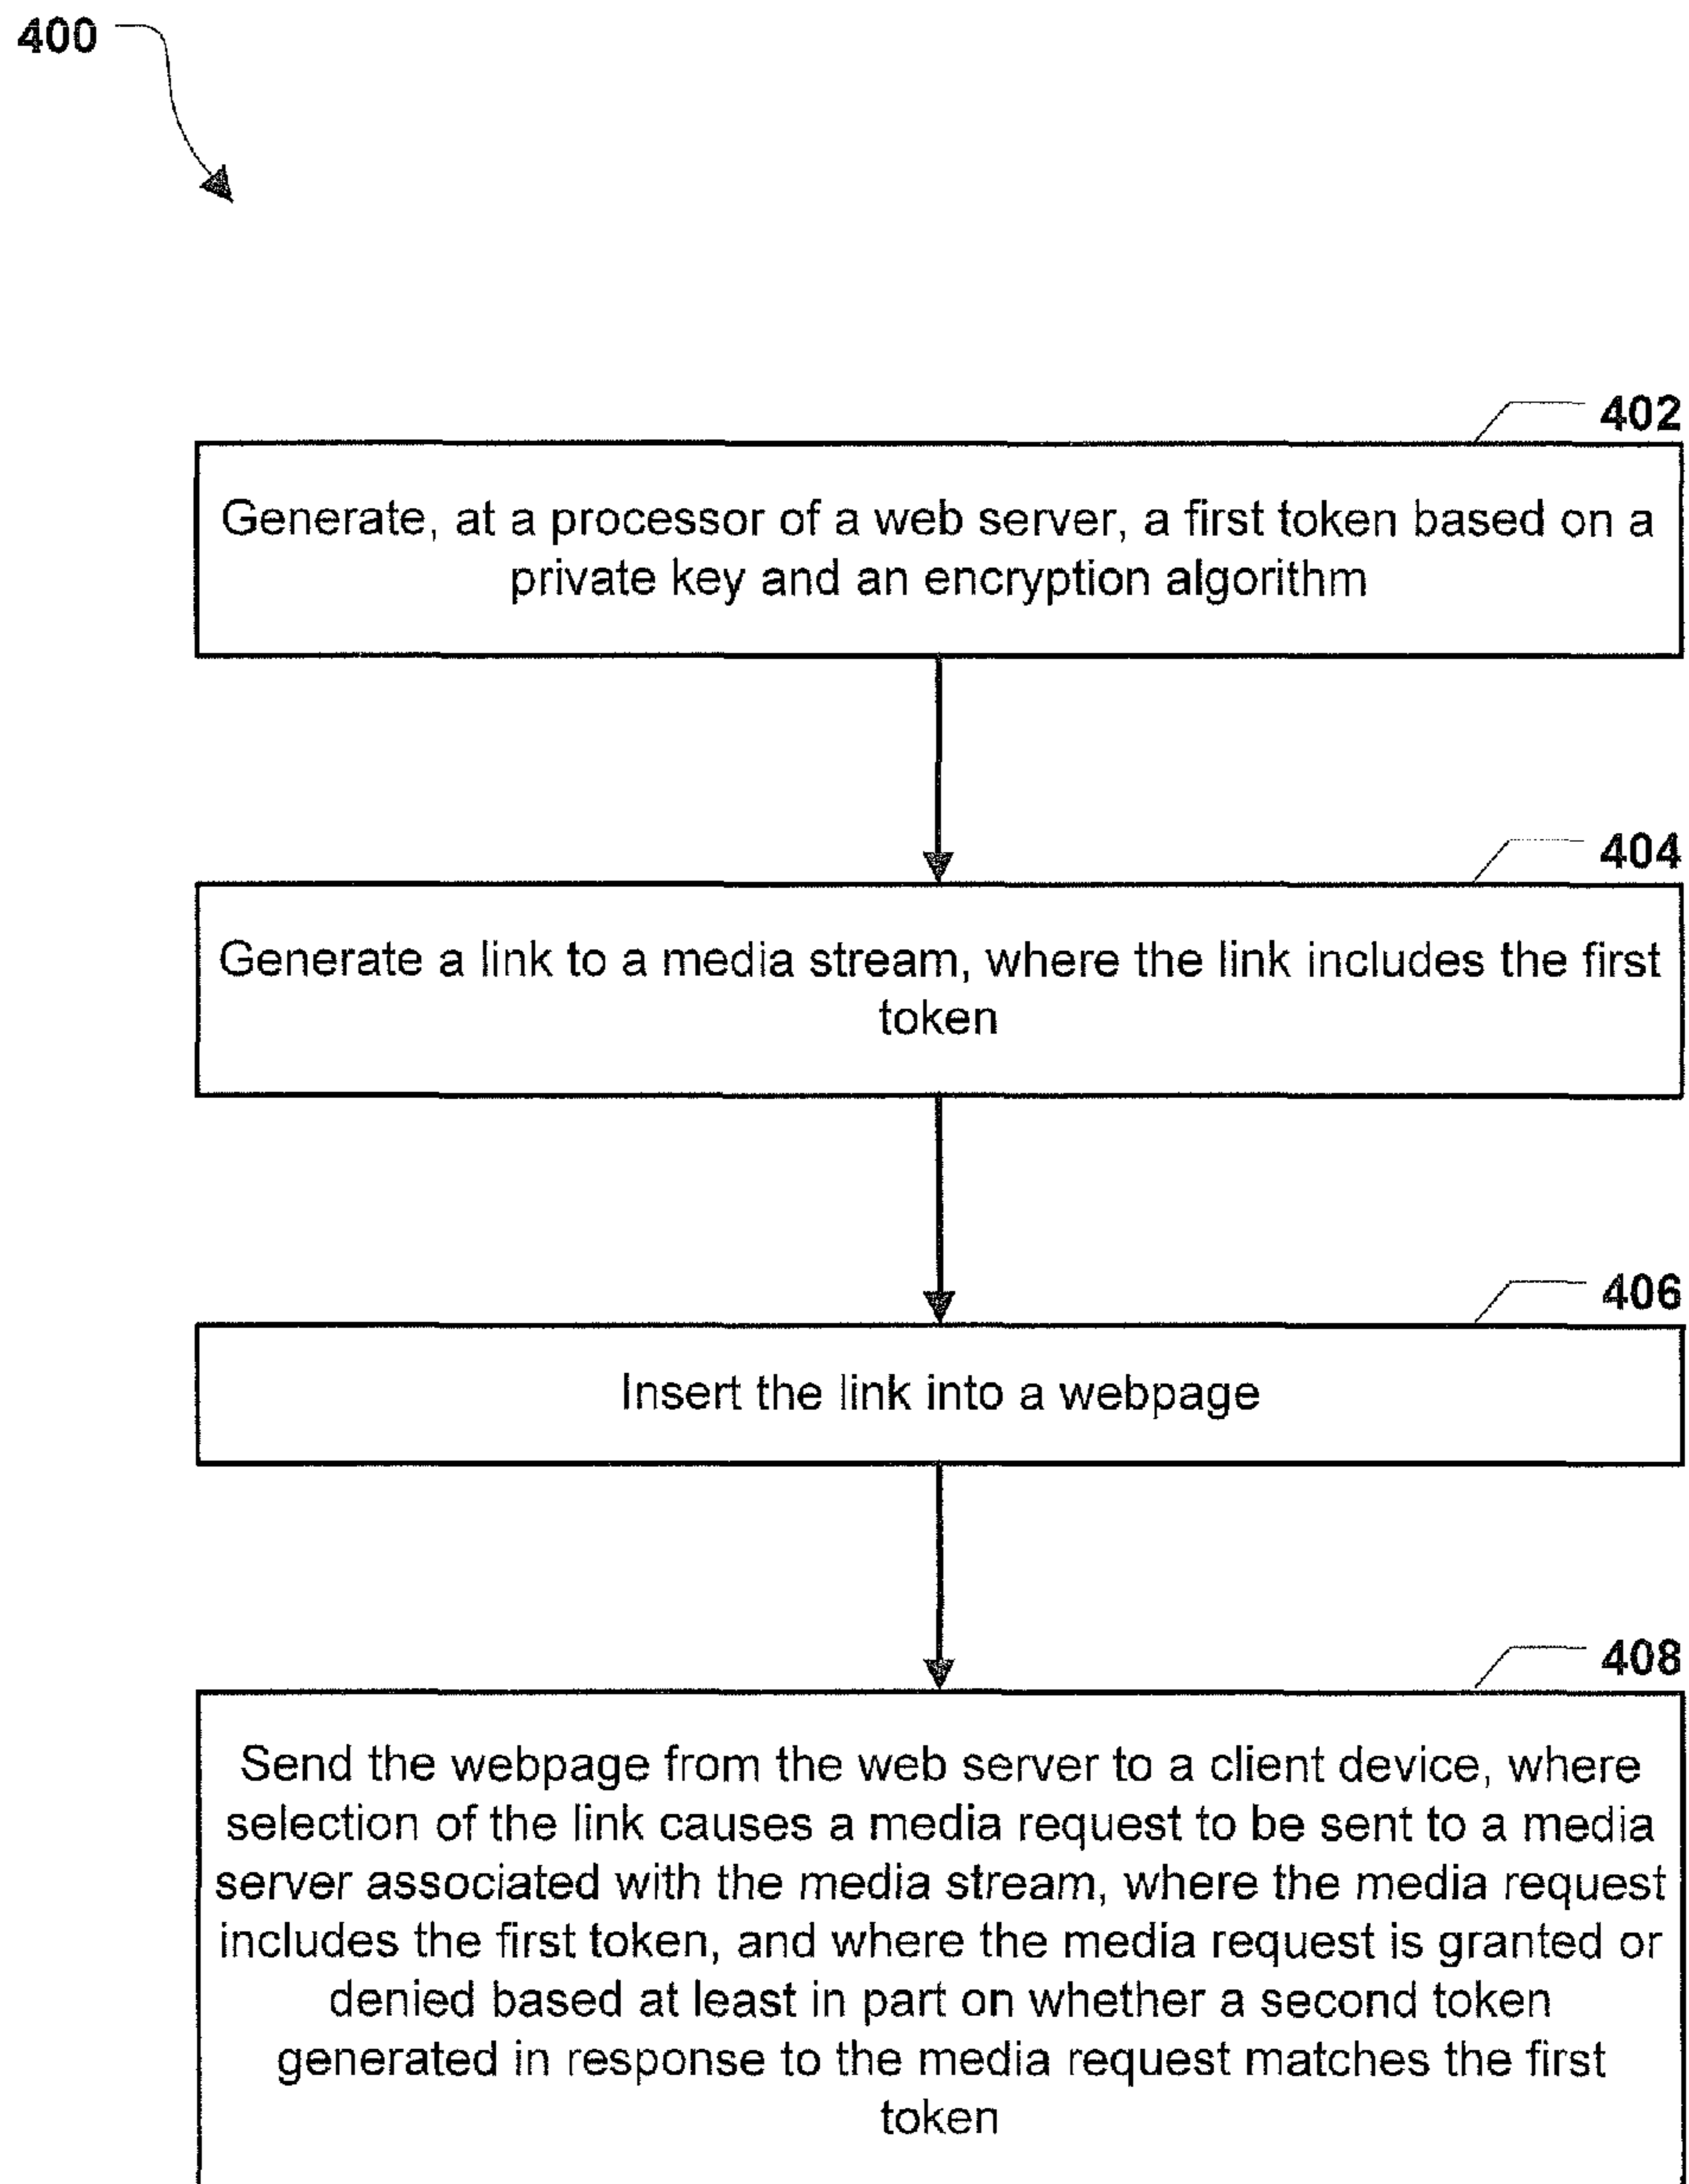 400
402
Generate, at a processor of a web server, a first token based on a
private key and an encryption algorithm
404
Generate a link to a media stream, where the link includes the first
token
406
Insert the link into a webpage
408
Send the webpage from the web server to a client device, where
selection of the link causes a media request to be sent to a media
server associated with the media stream, where the media request
includes the first token, and where the media request is granted or
denied based at least in part on whether a second token
generated in response to the media request matches the first
token